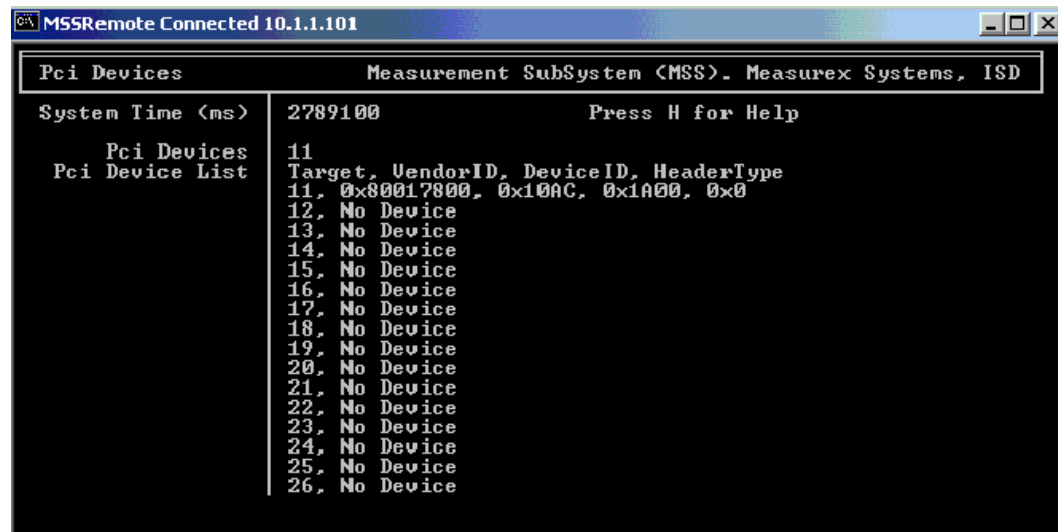 MSSRemote Connected 10.1.1.101
Pci Devices Measurement SubSystem (MSS). Measurex Systems, ISD
System Time (ms) 2789100 Press H for Help
Pci Devices 11
Pci Device List Target, VendorID, DeviceID, HeaderType
11, 0x80017800, 0x10AC, 0x1A00, 0x0
12, No Device
13, No Device
14, No Device
15, No Device
16, No Device
17, No Device
18, No Device
19, No Device
20, No Device
21, No Device
22, No Device
23, No Device
24, No Device
25, No Device
26, No Device